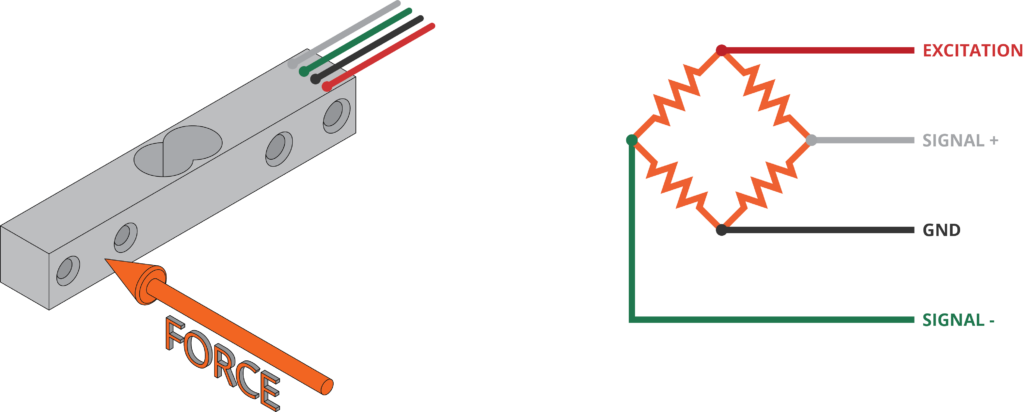 FORCE
EXCITATION
SIGNAL +
GND
SIGNAL -